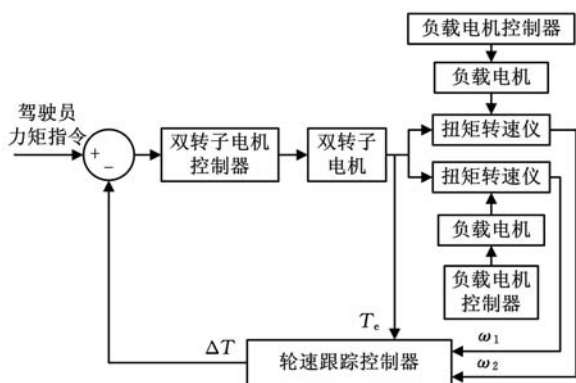 负载电机控制器
负载电机
驾驶员
力矩指令
+
−
双转子电机
控制器
双转子
电机
扭矩转速仪
扭矩转速仪
负载电机
负载电机
控制器
Te
ΔT
轮速跟踪控制器
ω1
ω2